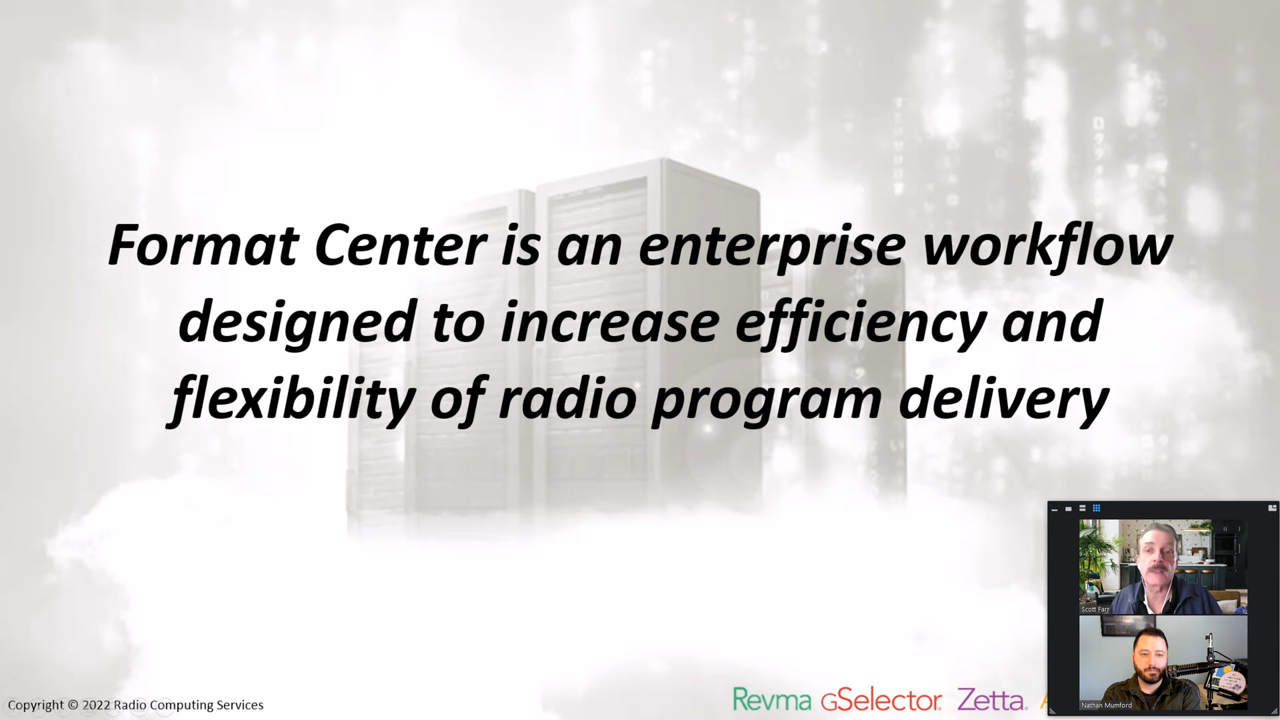 Format Center is an enterprise workflow
designed to increase efficiency and
flexibility of radio program delivery
Scott Farr
Nathan Mumford
Copyright © 2022 Radio Computing Services
Revma GSelector. Zetta.